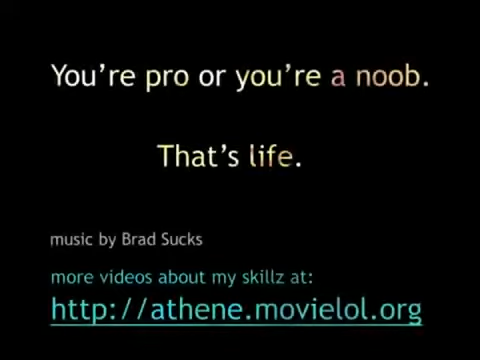 You’re pro or you’re a noob.
That’s life.
music by Brad Sucks
more videos about my skillz at:
http://athene.movielol.org